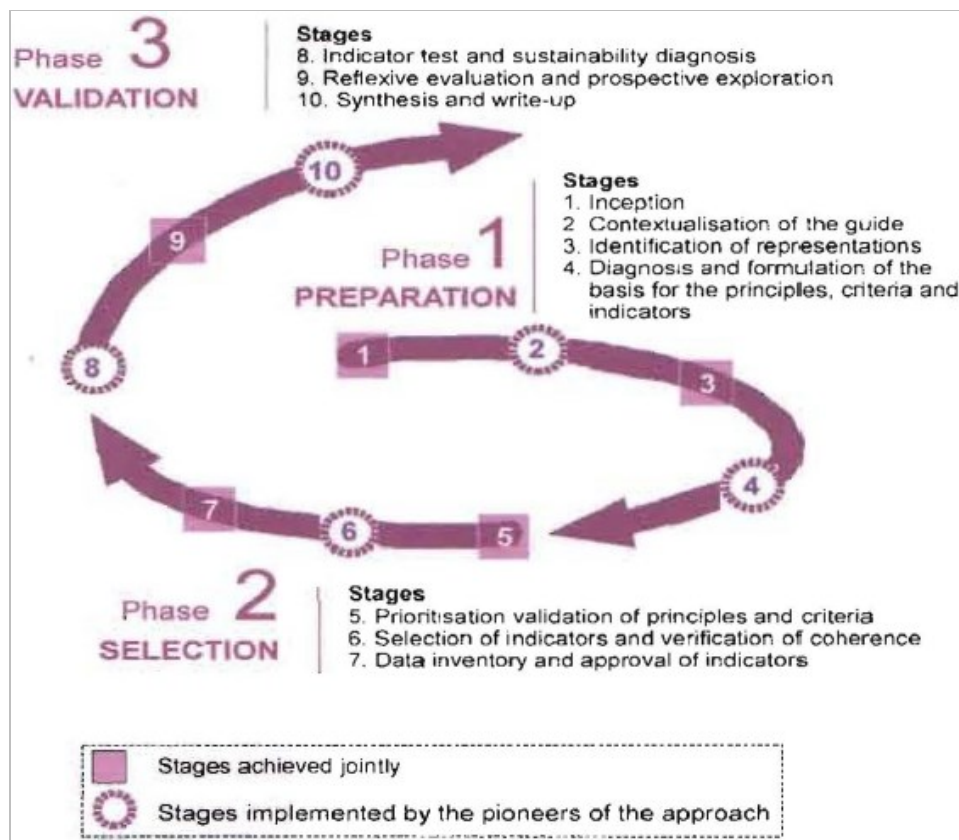 Phase 3
VALIDATION
Stages
8. Indicator test and sustainability diagnosis
9. Reflexive evaluation and prospective exploration
10. Synthesis and write-up
10
9
8
Phase 1
PREPARATION
Stages
1. Inception
2 Contextualisation of the guide
3. Identification of representations
4. Diagnosis and formulation of the
basis for the principles, criteria and
indicators
1
2
3
4
7
6
5
Phase 2
SELECTION
Stages
5. Prioritisation validation of principles and criteria
6. Selection of indicators and verification of coherence
7. Data inventory and approval of indicators
Stages achieved jointly
Stages implemented by the pioneers of the approach